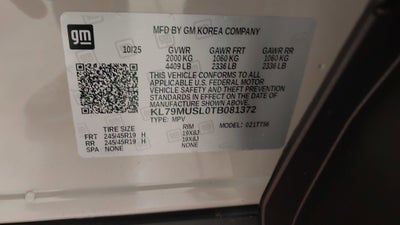 gm
MFD BY GM KOREA COMPANY
10/25 GVWR GAWR FRT GAWR RR
2000 KG 1060 KG 1060 KG
4409 LB 2336 LB 2336 LB
THIS VEHICLE CONFORMS TO ALL
APPLICABLE U.S. FEDERAL MOTOR
VEHICLE SAFETY AND THEFT PREVENTION
STANDARDS IN EFFECT ON THE DATE OF
MANUFACTURE SHOWN ABOVE.
KL79MUSL0TB081372
TYPE: MPV MODEL:
TIRE SIZE RIM
FRT 245/45R19 H 19X8J
RR 245/45R19 H 19X8J
SPA NONE NONE